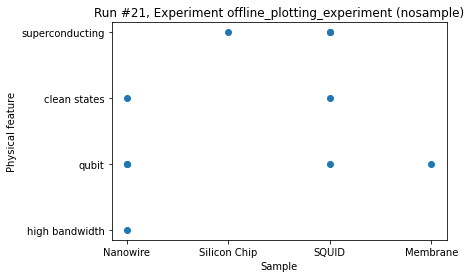 Run #21, Experiment offline_plotting_experiment (nosample)
superconducting
clean states
qubit
high bandwidth
Physical feature
Nanowire
Silicon Chip
SQUID
Membrane
Sample